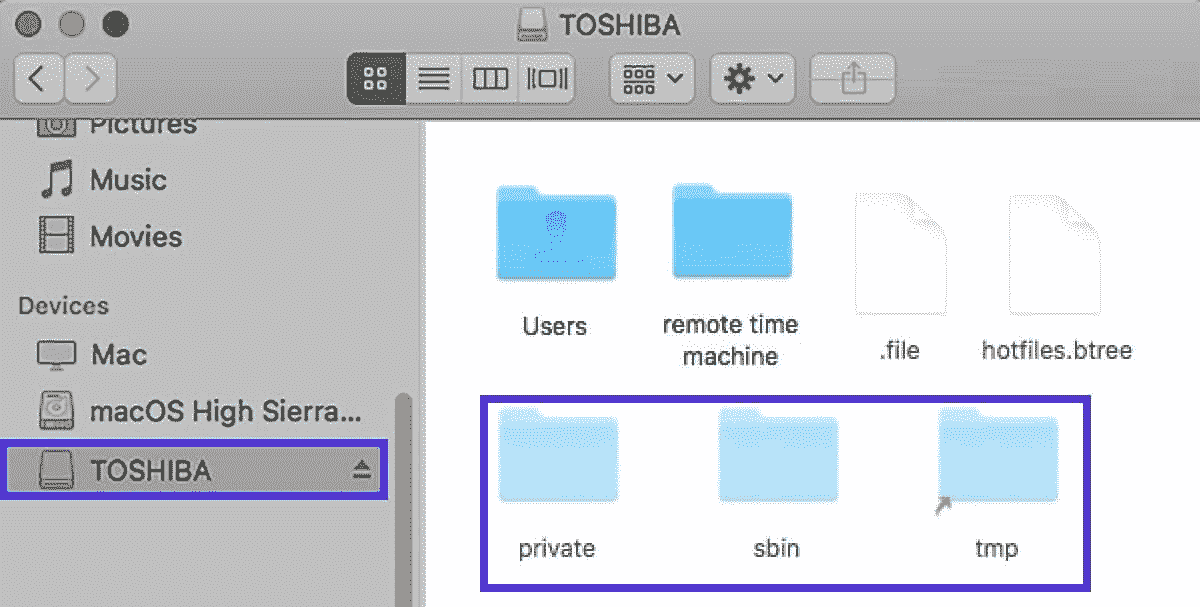 TOSHIBA
Pictures
Music
Movies
Devices
Mac
macOS High Sierra...
TOSHIBA
Users
remote time
machine
.file
hotfiles.btree
private
sbin
tmp